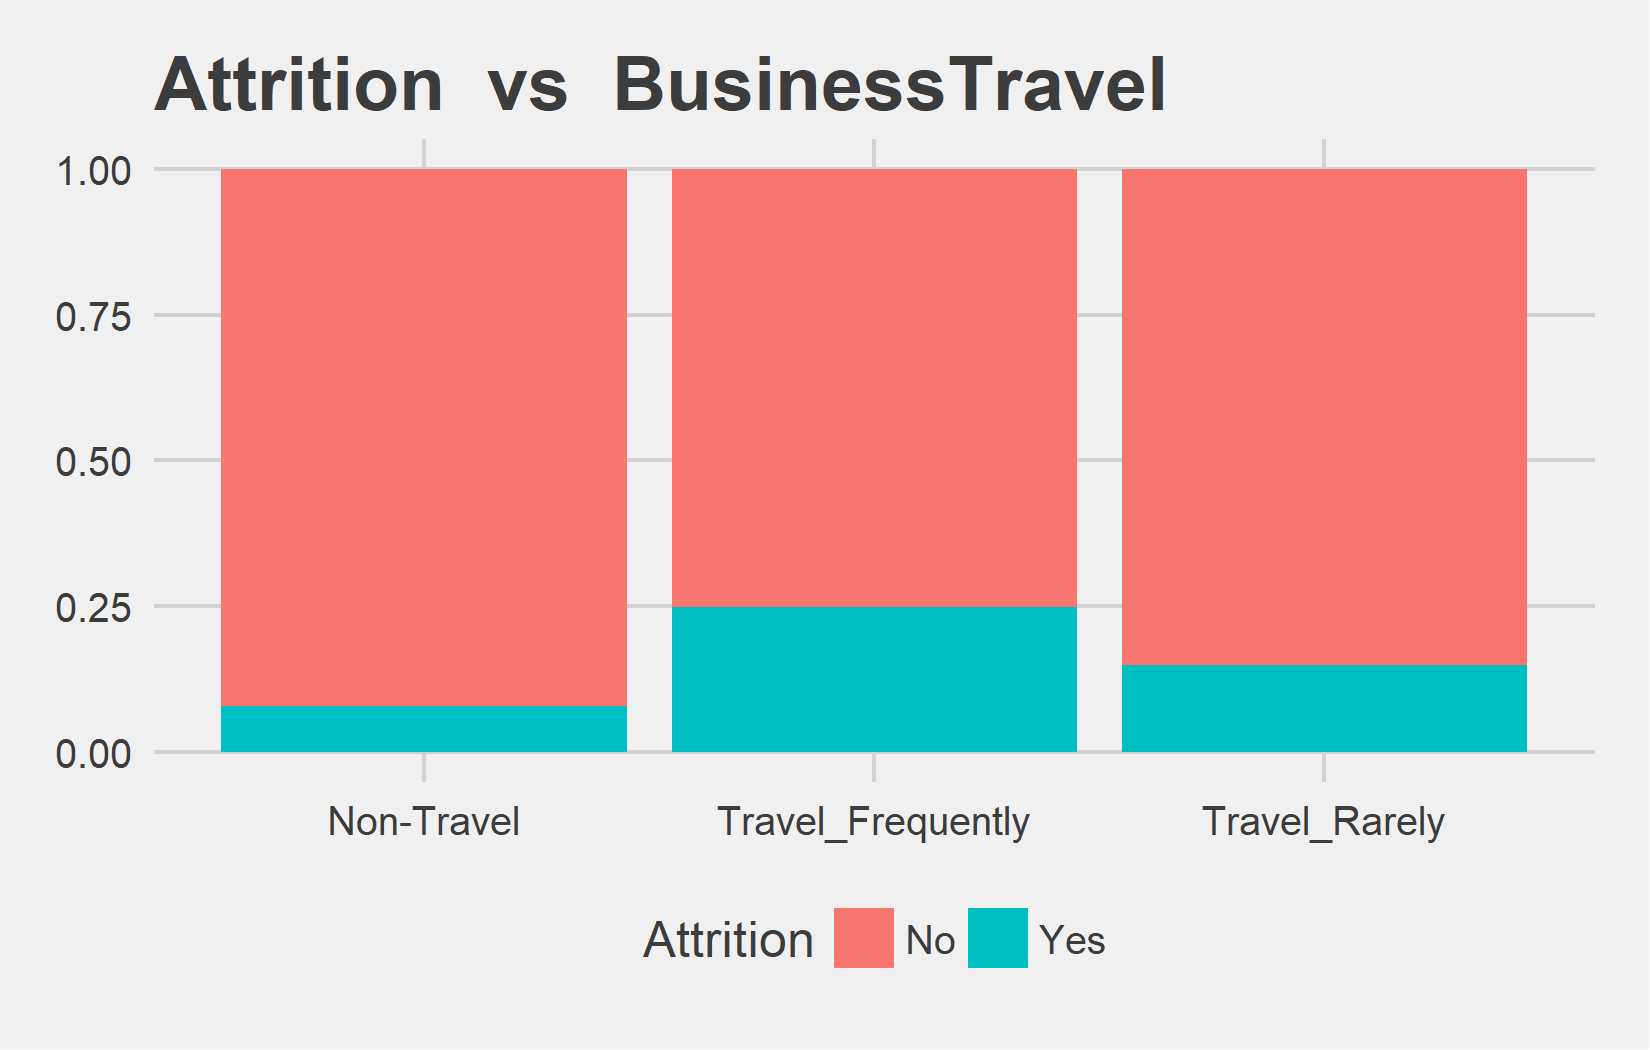 Attrition vs BusinessTravel
1.00
0.75
0.50
0.25
0.00
Non-Travel Travel_Frequently Travel_Rarely
Attrition No Yes